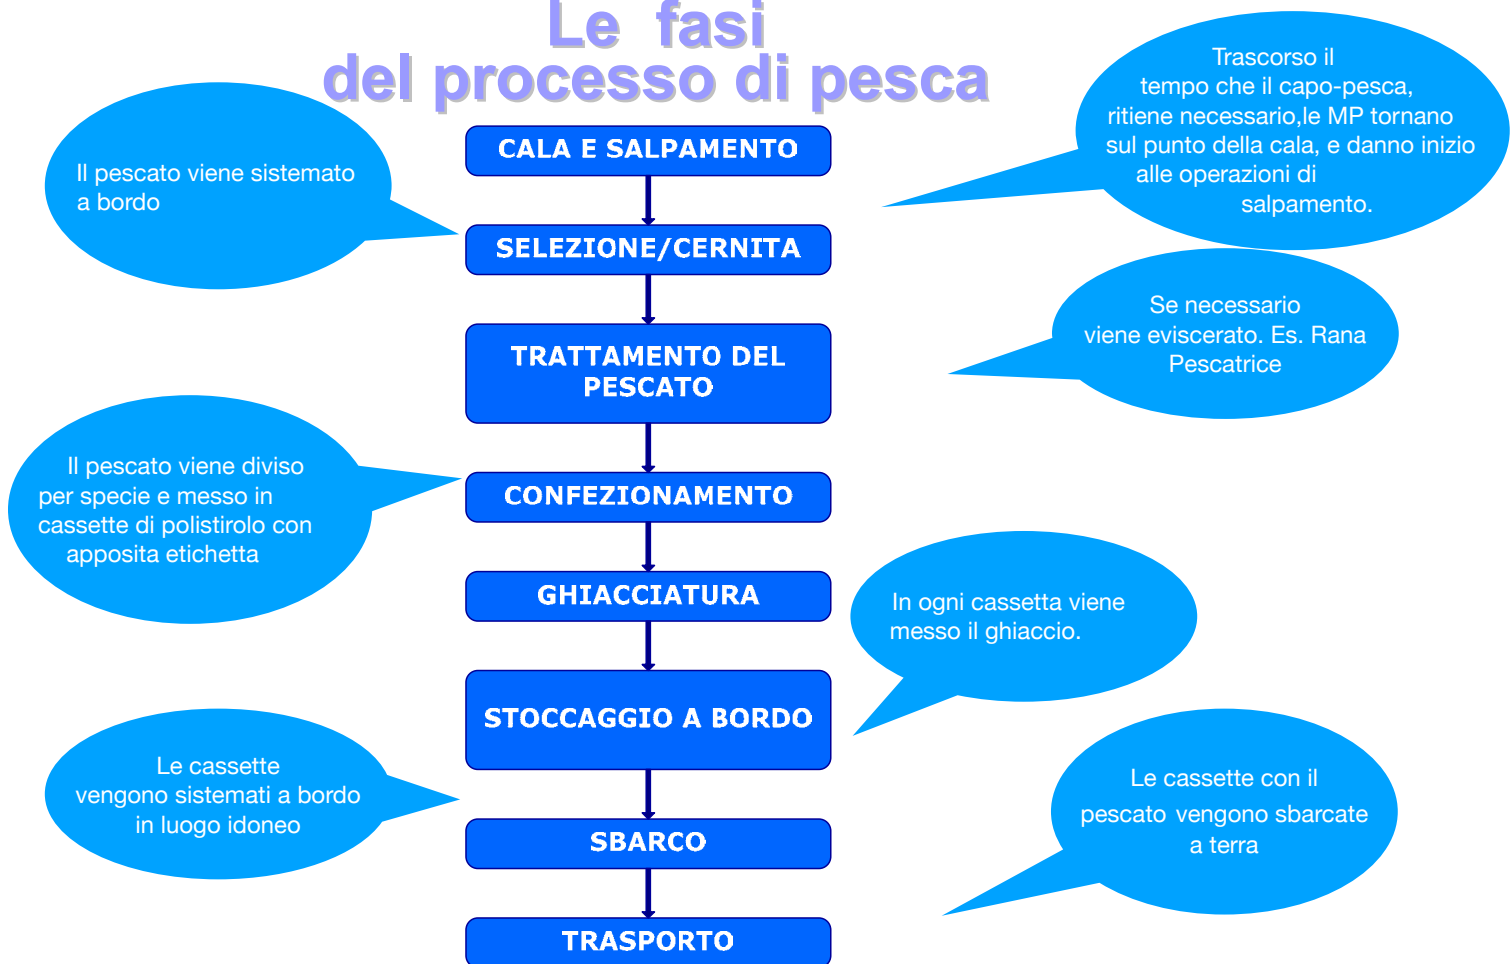 Le fasi
del processo di pesca
Trascorso il
tempo che il capo-pesca,
ritiene necessario,le MP tornano
sul punto della cala, e danno inizio
alle operazioni di
salpamento.
CALA E SALPAMENTO
Il pescato viene sistemato
a bordo
SELEZIONE/CERNITA
Se necessario
viene eviscerato. Es. Rana
Pescatrice
TRATTAMENTO DEL
PESCATO
Il pescato viene diviso
per specie e messo in
cassette di polistirolo con
apposita etichetta
CONFEZIONAMENTO
GHIACCIATURA
In ogni cassetta viene
messo il ghiaccio.
STOCCAGGIO A BORDO
Le cassette
vengono sistemati a bordo
in luogo idoneo
Le cassette con il
pescato vengono sbarcate
a terra
SBARCO
TRASPORTO